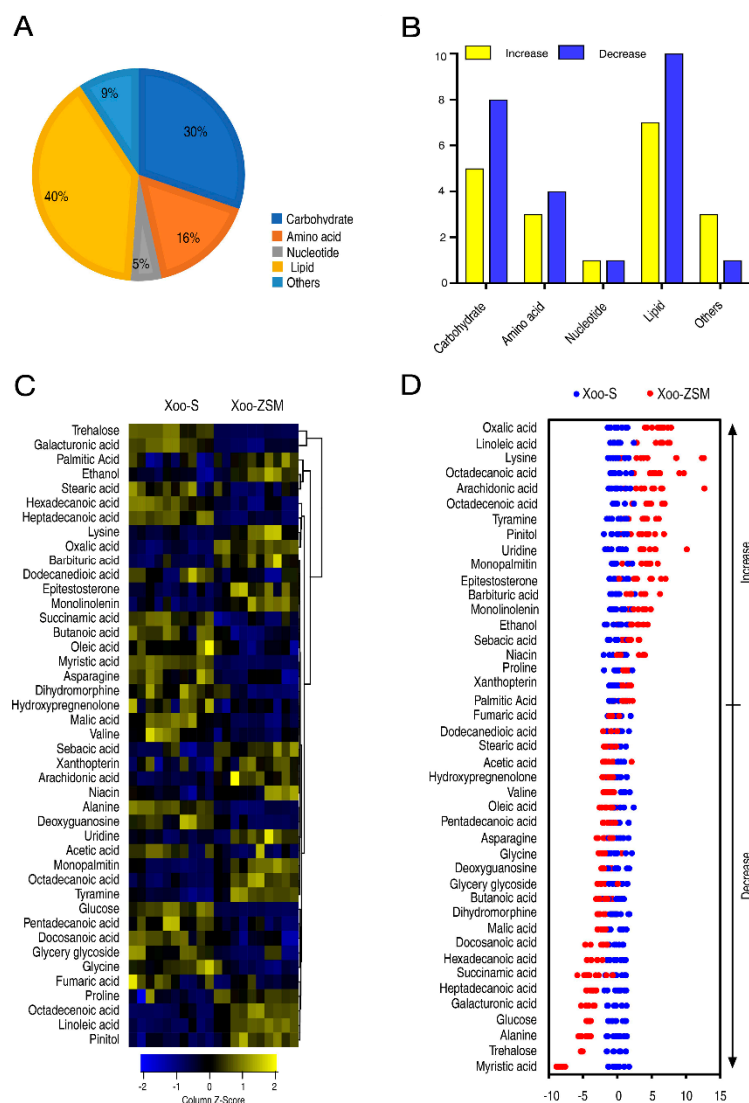 A
9%
30%
40%
16%
5%
Carbohydrate
Amino acid
Nucleotide
Lipid
Others
B
Increase Decrease
10
8
6
4
2
0
Carbohydrate
Amino acid
Nucleotide
Lipid
Others
C
Xoo-S Xoo-ZSM
Trehalose
Galacturonic acid
Palmitic Acid
Ethanol
Stearic acid
Hexadecanoic acid
Heptadecanoic acid
Lysine
Oxalic acid
Barbituric acid
Dodecanedioic acid
Epitestosterone
Monolinolenin
Succinamic acid
Butanoic acid
Oleic acid
Myristic acid
Asparagine
Dihydromorphine
Hydroxypregnenolone
Malic acid
Valine
Sebacic acid
Xanthopterin
Arachidonic acid
Niacin
Alanine
Deoxyguanosine
Uridine
Acetic acid
Monopalmitin
Octadecanoic acid
Tyramine
Glucose
Pentadecanoic acid
Docosanoic acid
Glycery glycoside
Glycine
Fumaric acid
Proline
Octadecenoic acid
Linoleic acid
Pinitol
-2 -1 0 1 2
Column Z-Score
D
Xoo-S Xoo-ZSM
Oxalic acid
Linoleic acid
Lysine
Octadecanoic acid
Arachidonic acid
Octadecenoic acid
Tyramine
Pinitol
Uridine
Monopalmitin
Epitestosterone
Barbituric acid
Monolinolenin
Ethanol
Sebacic acid
Niacin
Proline
Xanthopterin
Palmitic Acid
Fumaric acid
Dodecanedioic acid
Stearic acid
Acetic acid
Hydroxypregnenolone
Valine
Oleic acid
Pentadecanoic acid
Asparagine
Glycine
Deoxyguanosine
Glycery glycoside
Butanoic acid
Dihydromorphine
Malic acid
Docosanoic acid
Hexadecanoic acid
Succinamic acid
Heptadecanoic acid
Galacturonic acid
Glucose
Alanine
Trehalose
Myristic acid
Increase
Decrease
-10 -5 0 5 10 15